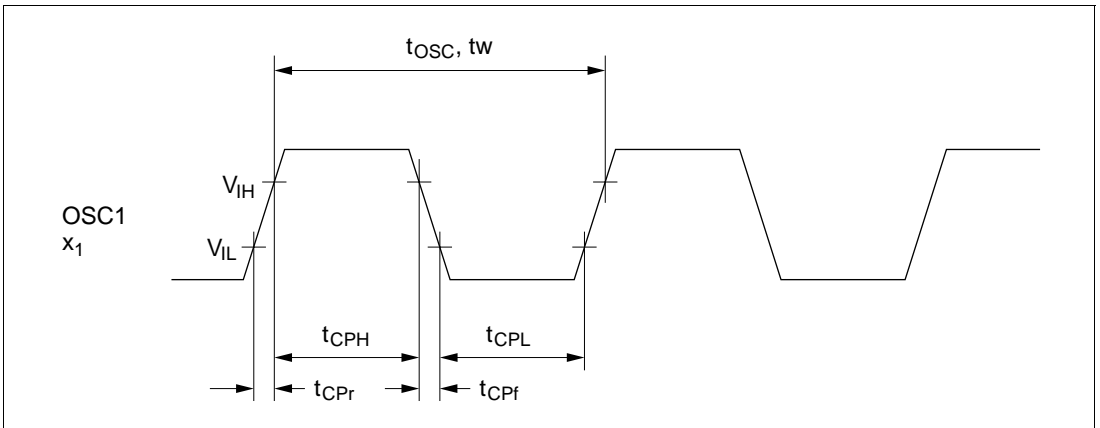 tOSC, tw
VIH
OSC1
x1
VIL
tCPH
tCPL
tCPr
tCPf